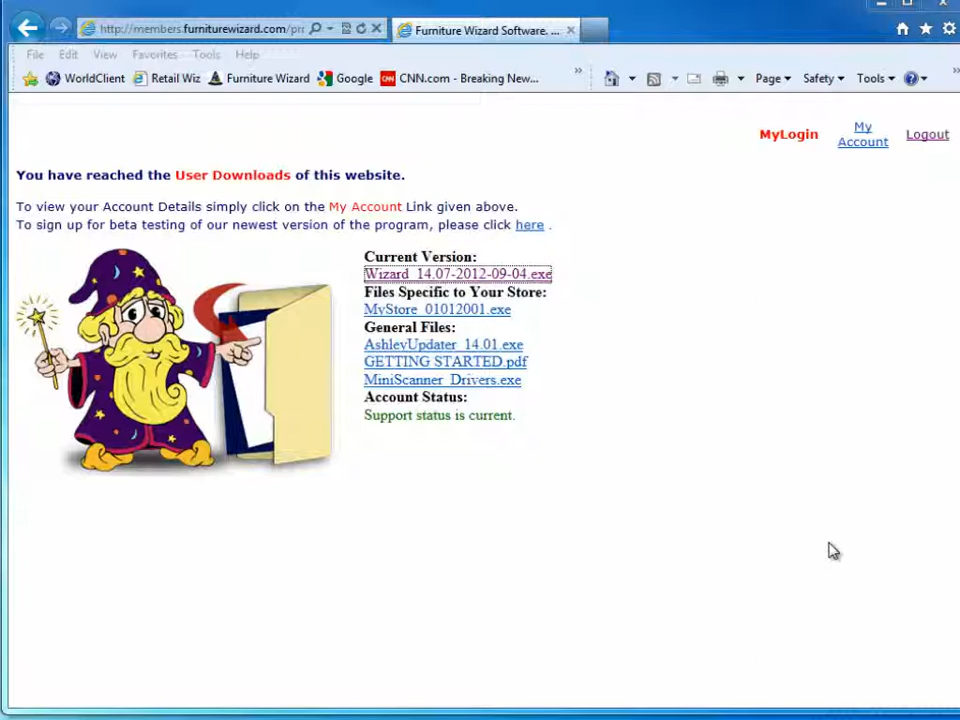 http://members.furniturewizard.com/pro
Furniture Wizard Software. ...
File Edit View Favorites Tools Help
WorldClient Retail Wiz Furniture Wizard Google CNN.com - Breaking New... » Page Safety Tools »
MyLogin My Account Logout
You have reached the User Downloads of this website.
To view your Account Details simply click on the My Account Link given above.
To sign up for beta testing of our newest version of the program, please click here .
Current Version:
Wizard_14.07-2012-09-04.exe
Files Specific to Your Store:
MyStore_01012001.exe
General Files:
AshleyUpdater_14.01.exe
GETTING STARTED.pdf
MiniScanner_Drivers.exe
Account Status:
Support status is current.